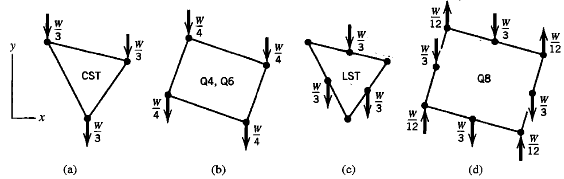 W/3 W/3 W/4 W/4 W/3 W/12 W/3 W/12
y
CST Q4, Q6 LST Q8
W/3 W/3 W/3 W/3
W/4 W/4
x W/3 W/12 W/3 W/12
(a) (b) (c) (d)